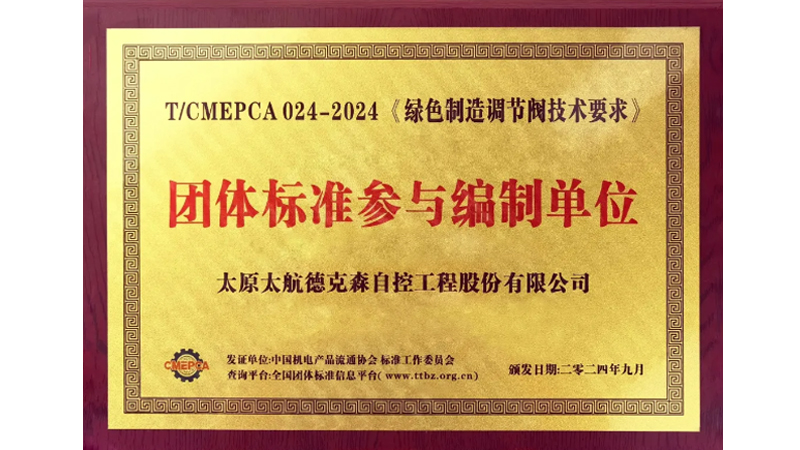 T/CMEPCA 024-2024《绿色制造调节阀技术要求》
团体标准参与编制单位
太原太航德克森自控工程股份有限公司
CMEPCA
发证单位:中国机电产品流通协会 标准工作委员会
查询平台:全国团体标准信息平台( www.ttbz.org.cn)
颁发日期:二零二四年九月